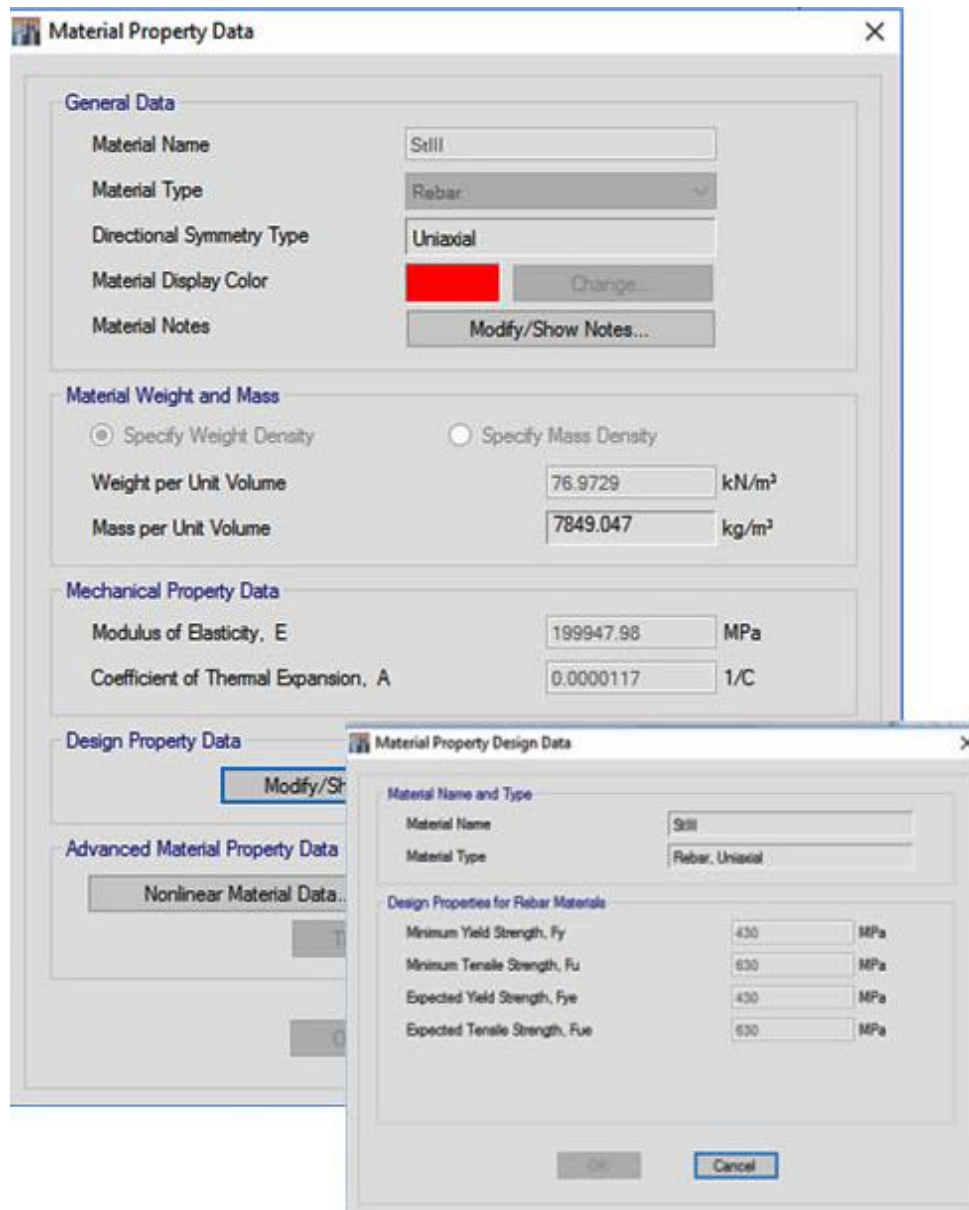 Material Property Data
General Data
Material Name StIII
Material Type Rebar
Directional Symmetry Type Uniaxial
Material Display Color Change...
Material Notes Modify/Show Notes...
Material Weight and Mass
Specify Weight Density Specify Mass Density
Weight per Unit Volume 76.9729 kN/m³
Mass per Unit Volume 7849.047 kg/m³
Mechanical Property Data
Modulus of Elasticity, E 199947.98 MPa
Coefficient of Thermal Expansion, A 0.0000117 1/C
Design Property Data
Modify/Sh
Advanced Material Property Data
Nonlinear Material Data..
Material Property Design Data
Material Name and Type
Material Name StIII
Material Type Rebar, Uniaxial
Design Properties for Rebar Materials
Minimum Yield Strength, Fy 430 MPa
Minimum Tensile Strength, Fu 630 MPa
Expected Yield Strength, Fye 430 MPa
Expected Tensile Strength, Fue 630 MPa
OK Cancel